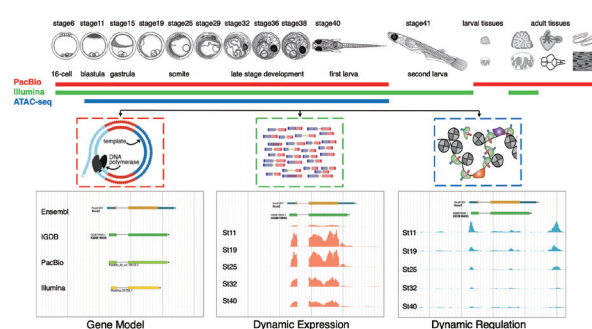 stage6 stage11 stage15 stage19 stage25 stage29 stage32 stage36 stage38 stage40 stage41 larval tissues adult tissues
16-cell blastula gastrula somite late stage development first larva second larva
PacBio
Illumina
ATAC-seq
template
DNA
polymerase
Ensembl
IGDB
PacBio
Illumina
Gene Model
St11
St19
St25
St32
St40
Dynamic Expression
St11
St19
St25
St32
St40
Dynamic Regulation